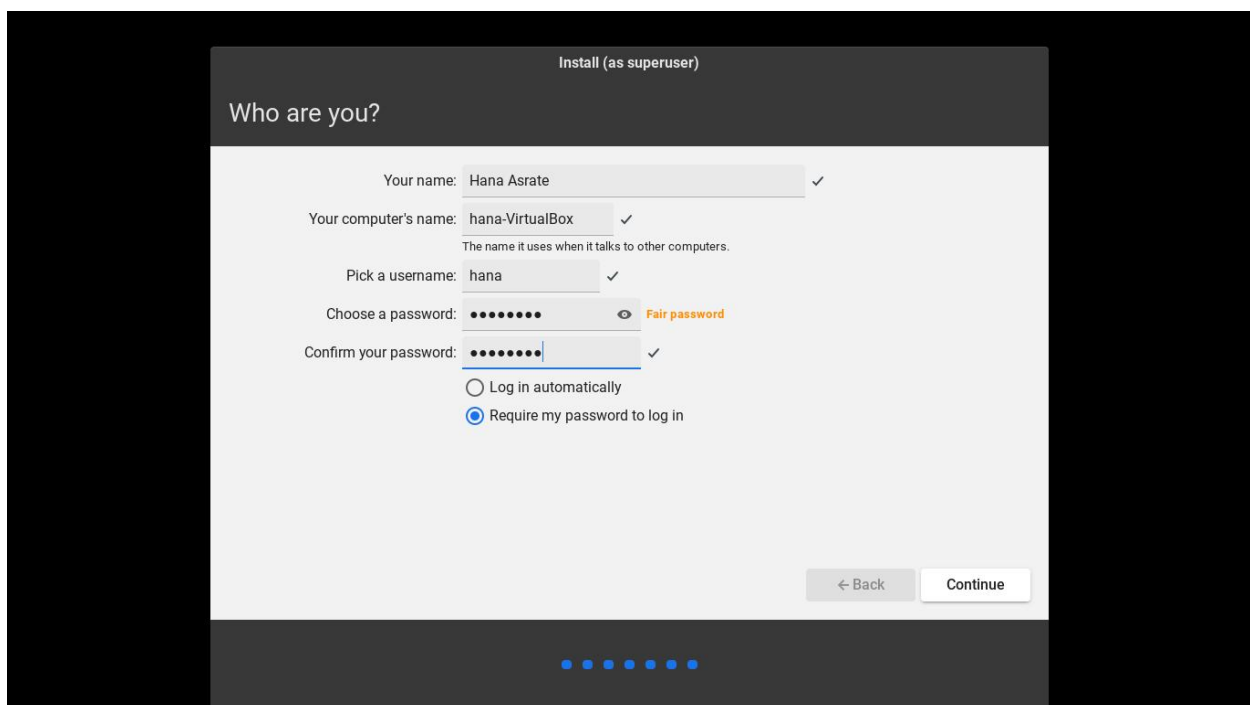 Install (as superuser)
Who are you?
Your name: Hana Asrate
Your computer's name: hana-VirtualBox
The name it uses when it talks to other computers.
Pick a username: hana
Choose a password: ●●●●●●●● Fair password
Confirm your password: ●●●●●●●●
Log in automatically
Require my password to log in
← Back Continue